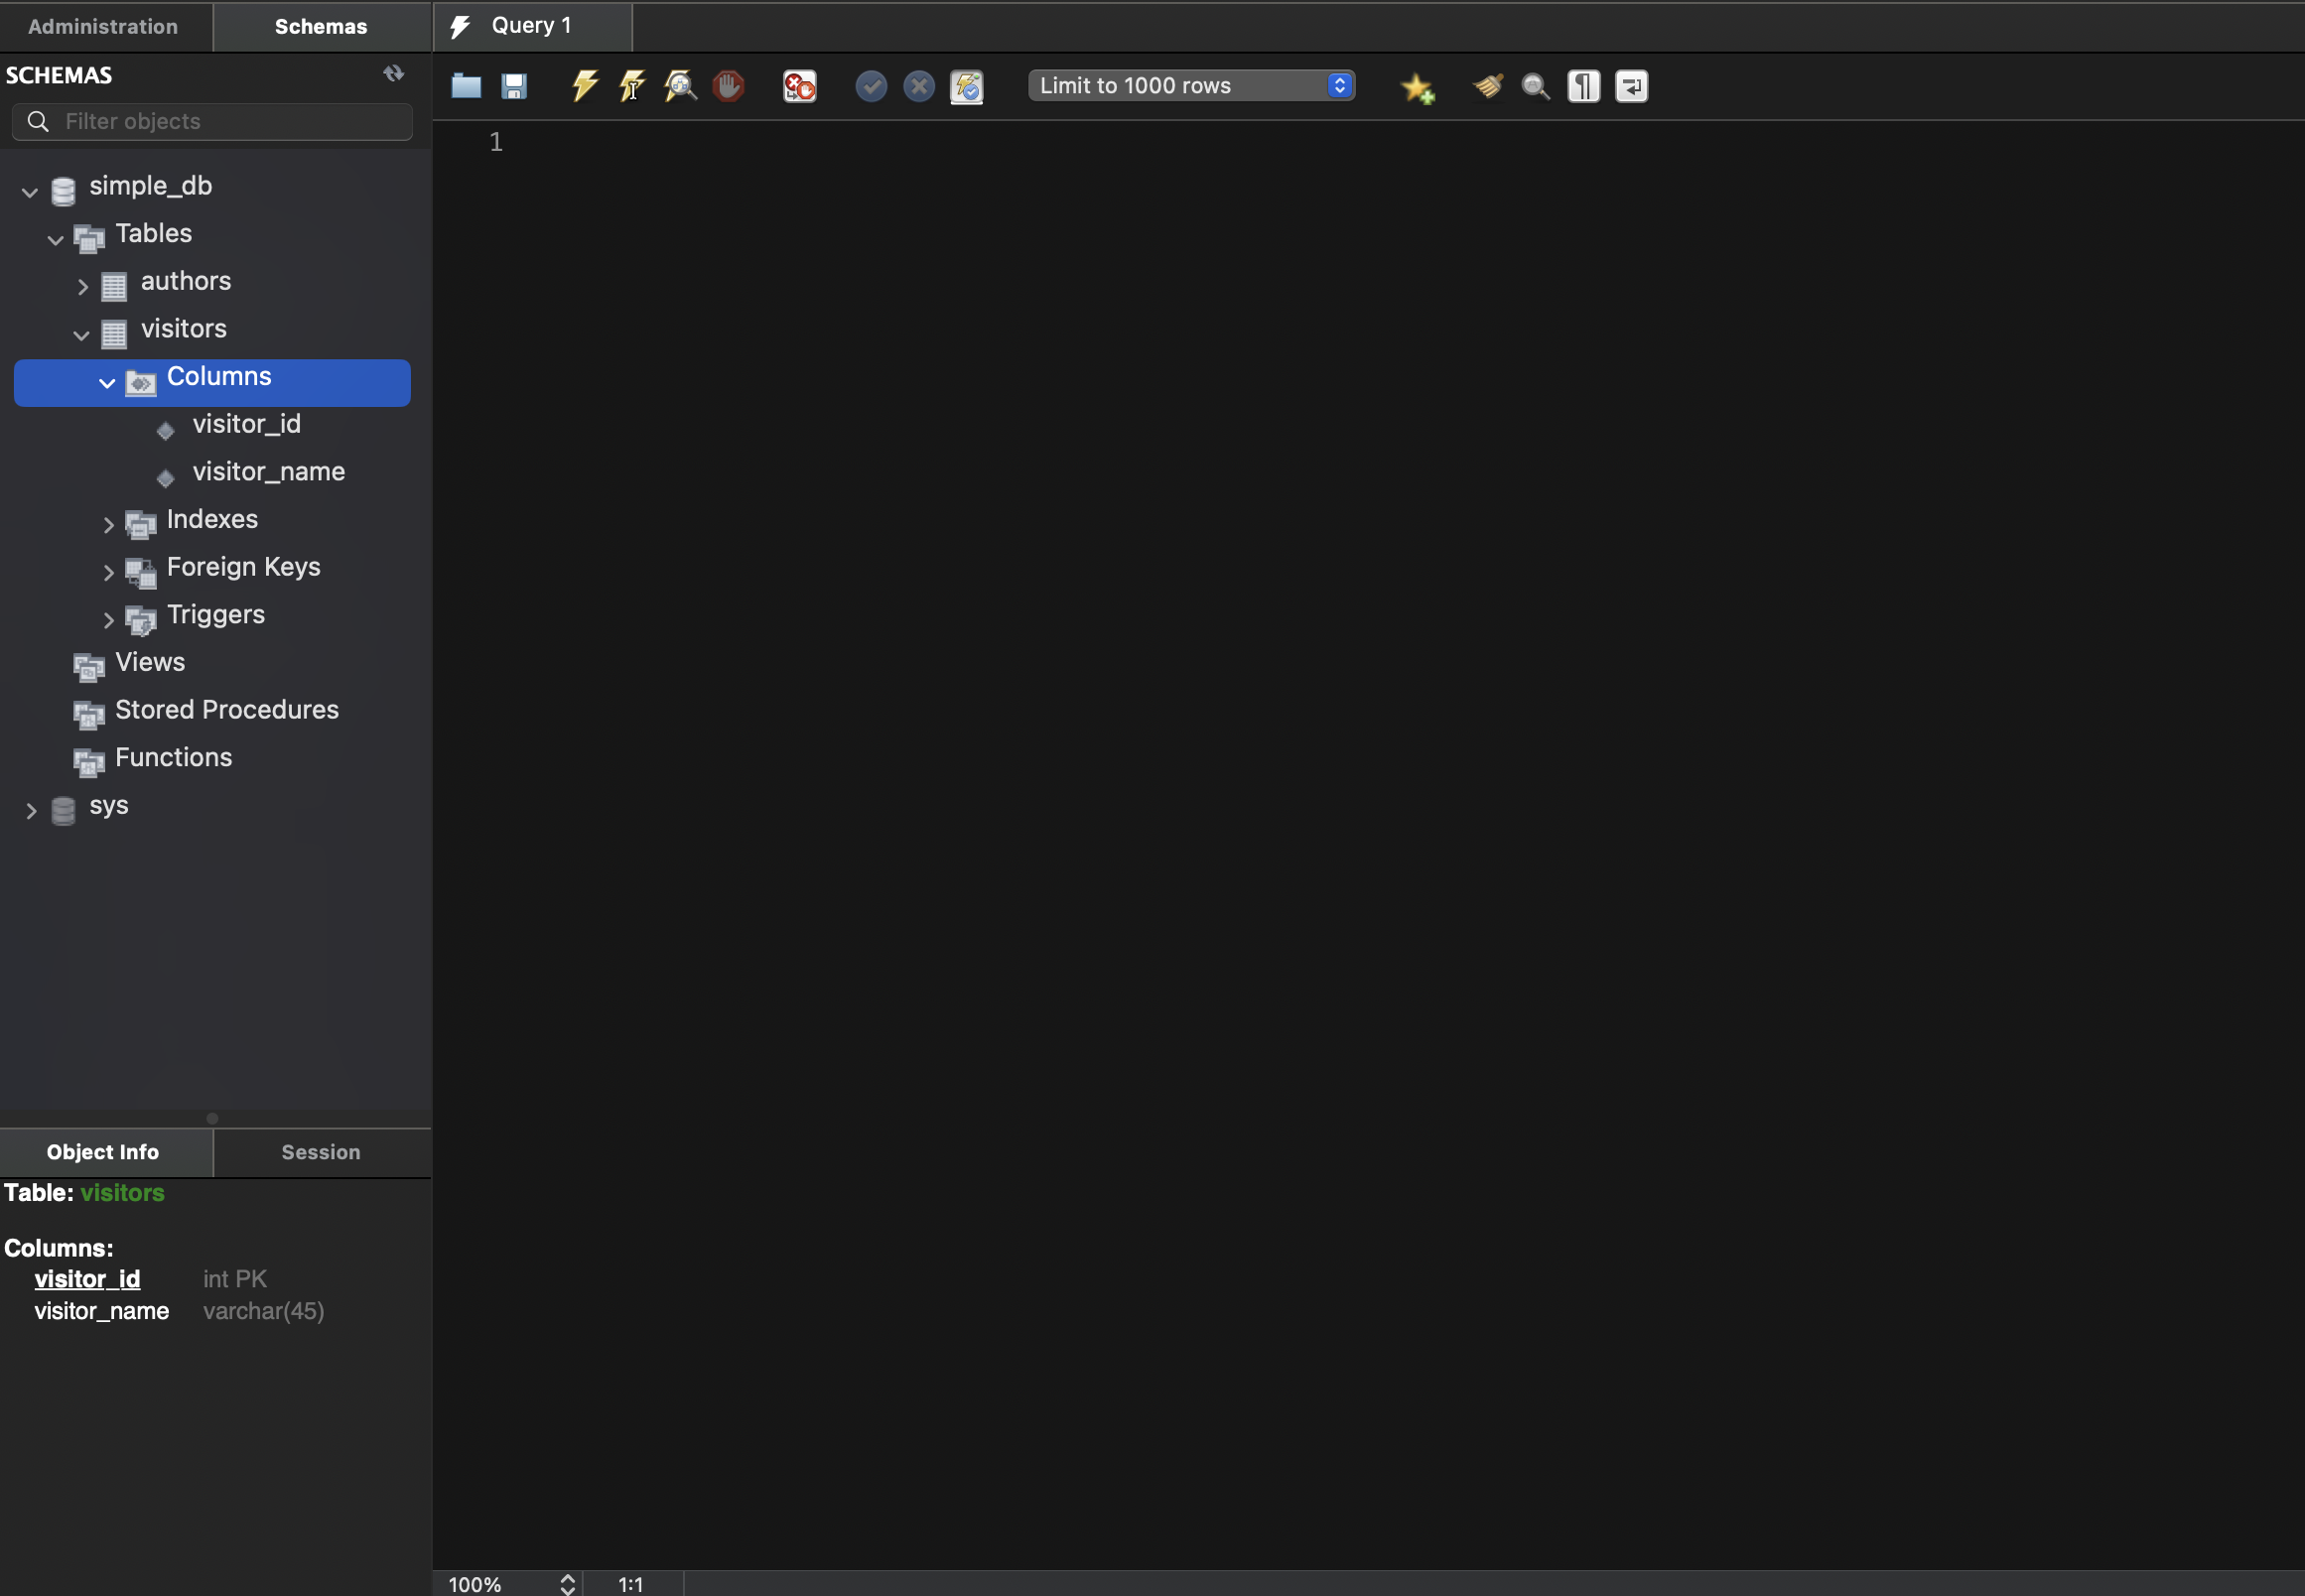 Administration
Schemas
Query 1
SCHEMAS
Filter objects
Limit to 1000 rows
1
simple_db
Tables
authors
visitors
Columns
visitor_id
visitor_name
Indexes
Foreign Keys
Triggers
Views
Stored Procedures
Functions
sys
Object Info
Session
Table: visitors
Columns:
visitor_id int PK
visitor_name varchar(45)
100%
1:1